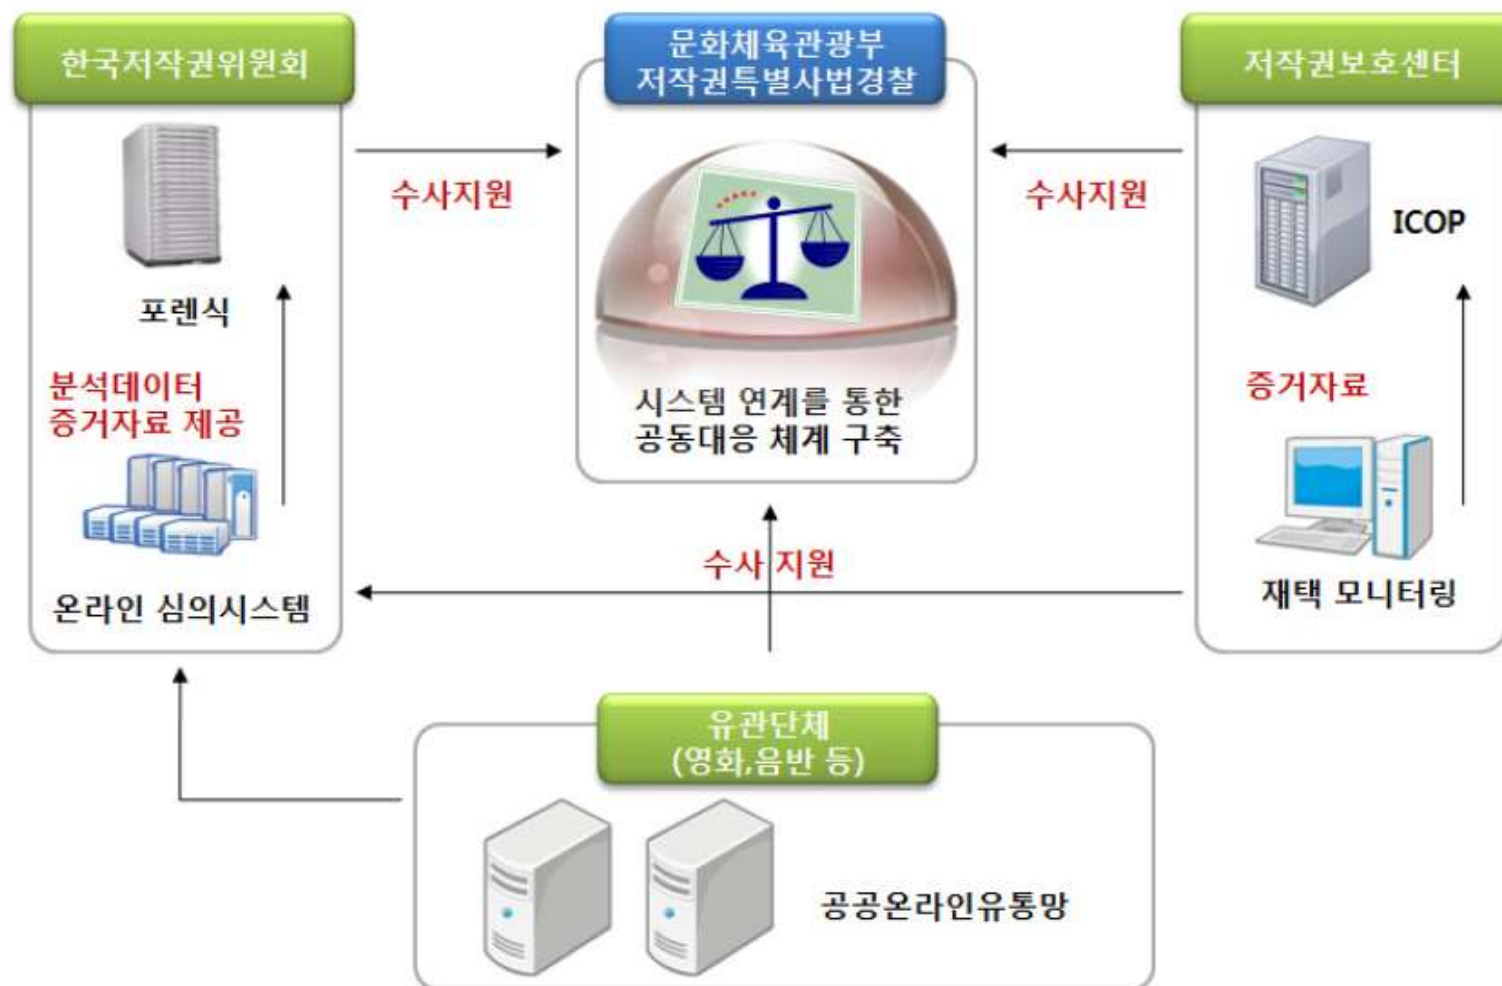 한국저작권위원회
문화체육관광부
저작권특별사법경찰
저작권보호센터
수사지원
수사지원
ICOP
포렌식
분석데이터
증거자료 제공
시스템 연계를 통한
공동대응 체계 구축
증거자료
수사 지원
온라인 심의시스템
재택 모니터링
유관단체
(영화,음반 등)
공공온라인유통망